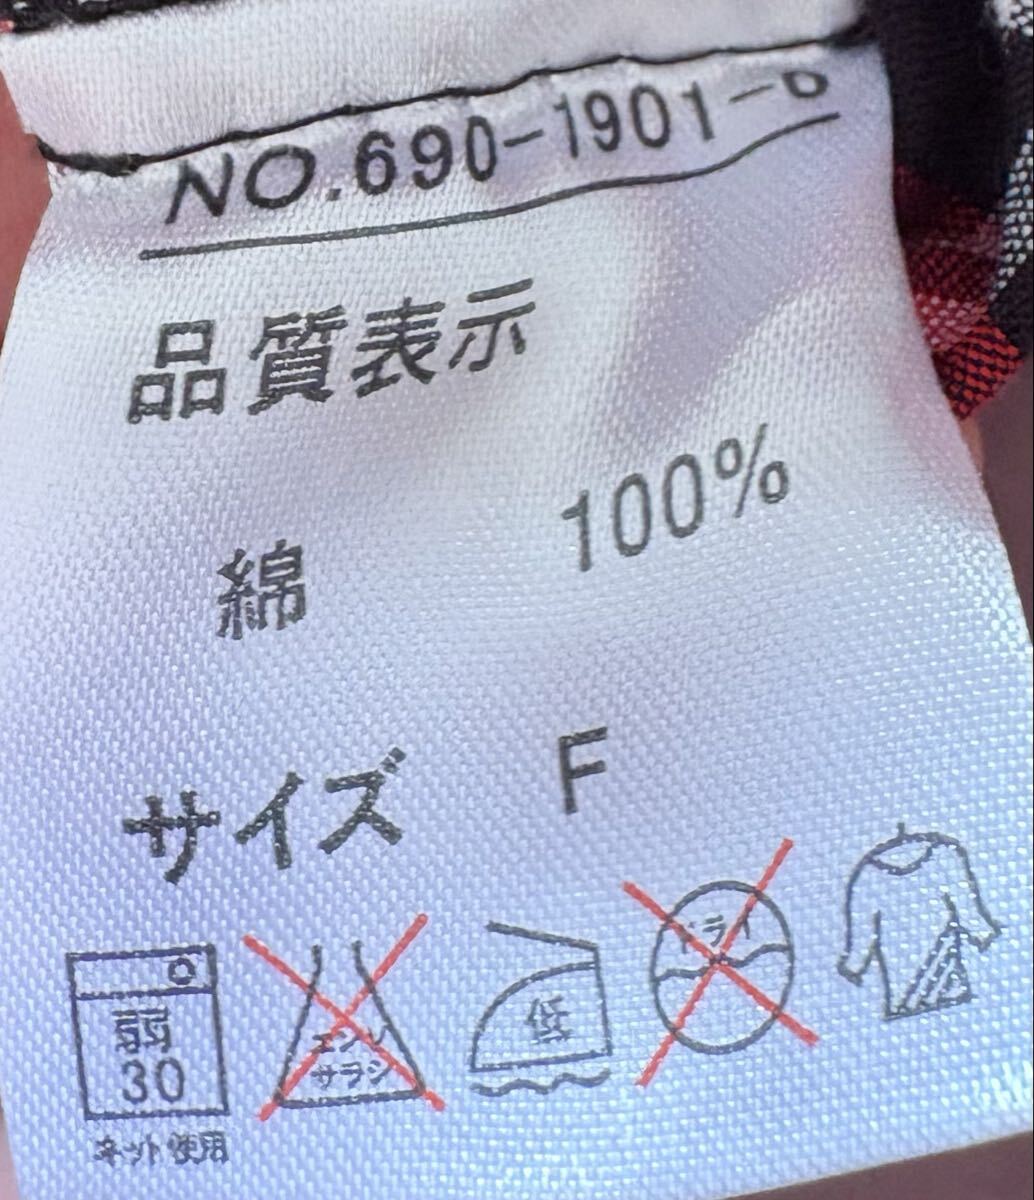 NO.690-1901-6
品質表示
綿 100%
サイズ F
弱
30
ネット使用
エンソ
サラシ
低
ドライ